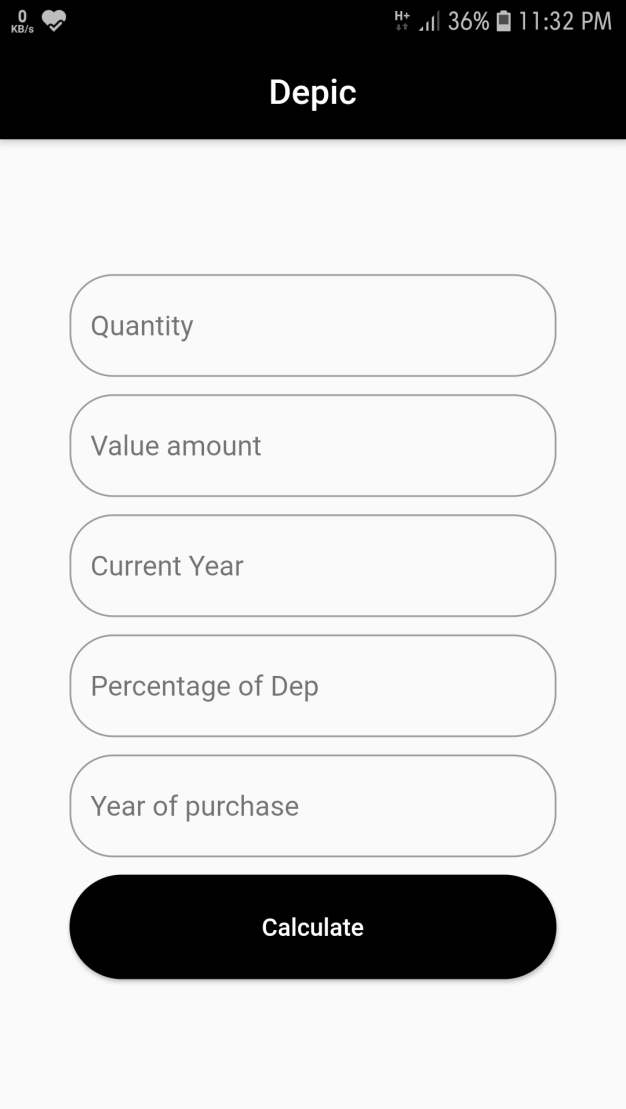 0
KB/s
H+ 36% 11:32 PM
Depic
Quantity
Value amount
Current Year
Percentage of Dep
Year of purchase
Calculate